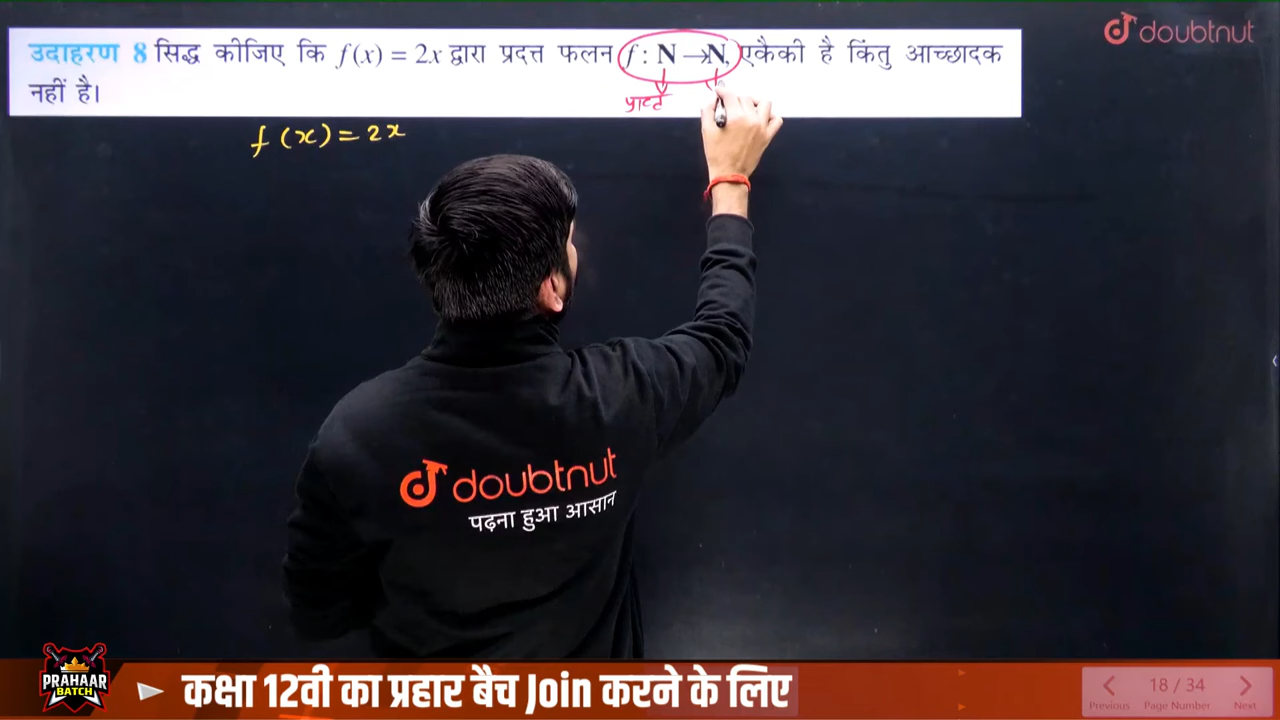 doubtnut
उदाहरण 8 सिद्ध कीजिए कि f(x) = 2x द्वारा प्रदत्त फलन f : N → N, एकैकी है किंतु आच्छादक
नहीं है।
f(x) = 2x
doubtnut
पढ़ना हुआ आसान
PRAHAAR
BATCH
कक्षा 12वी का प्रहार बैच Join करने के लिए
18 / 34
Previous Page Number Next